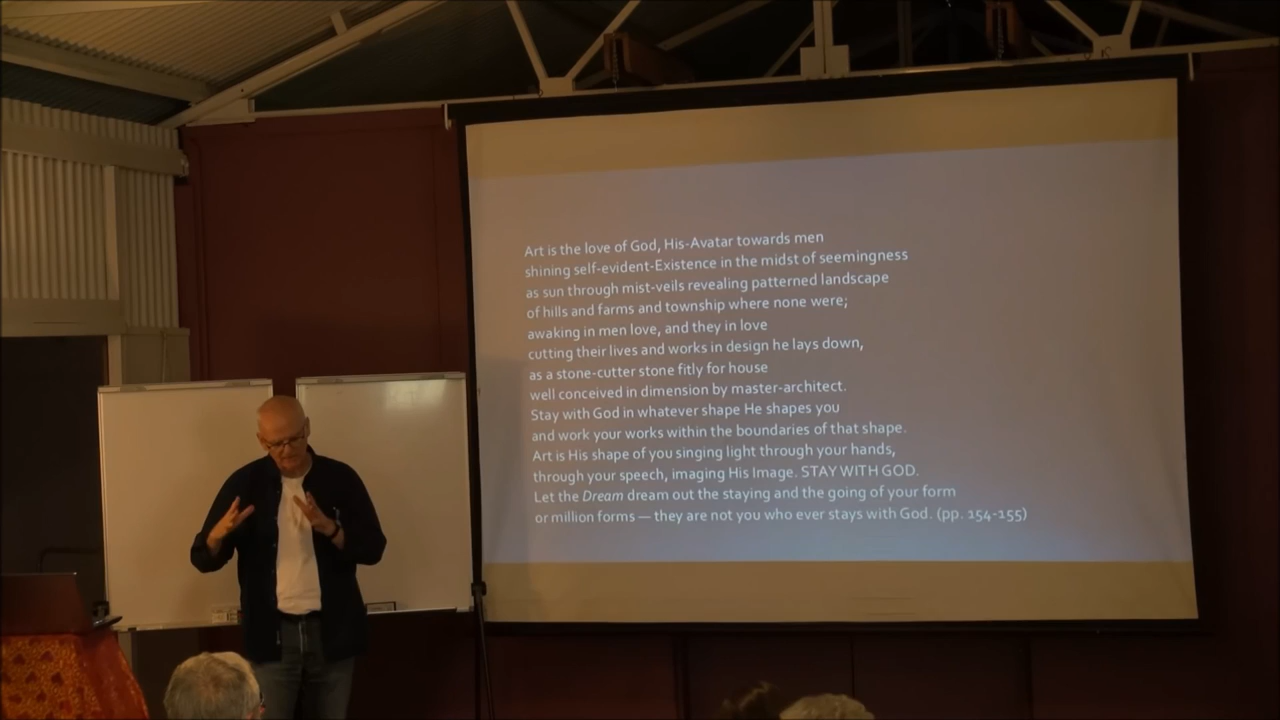 Art is the love of God, His-Avatar towards men
shining self-evident-Existence in the midst of seemingness
as sun through mist-veils revealing patterned landscape
of hills and farms and township where none were;
awaking in men love, and they in love
cutting their lives and works in design he lays down,
as a stone-cutter stone fitly for house
well conceived in dimension by master-architect.
Stay with God in whatever shape He shapes you
and work your works within the boundaries of that shape.
Art is His shape of you singing light through your hands,
through your speech, imaging His Image. STAY WITH GOD.
Let the Dream dream out the staying and the going of your form
or million forms — they are not you who ever stays with God. (pp. 154-155)